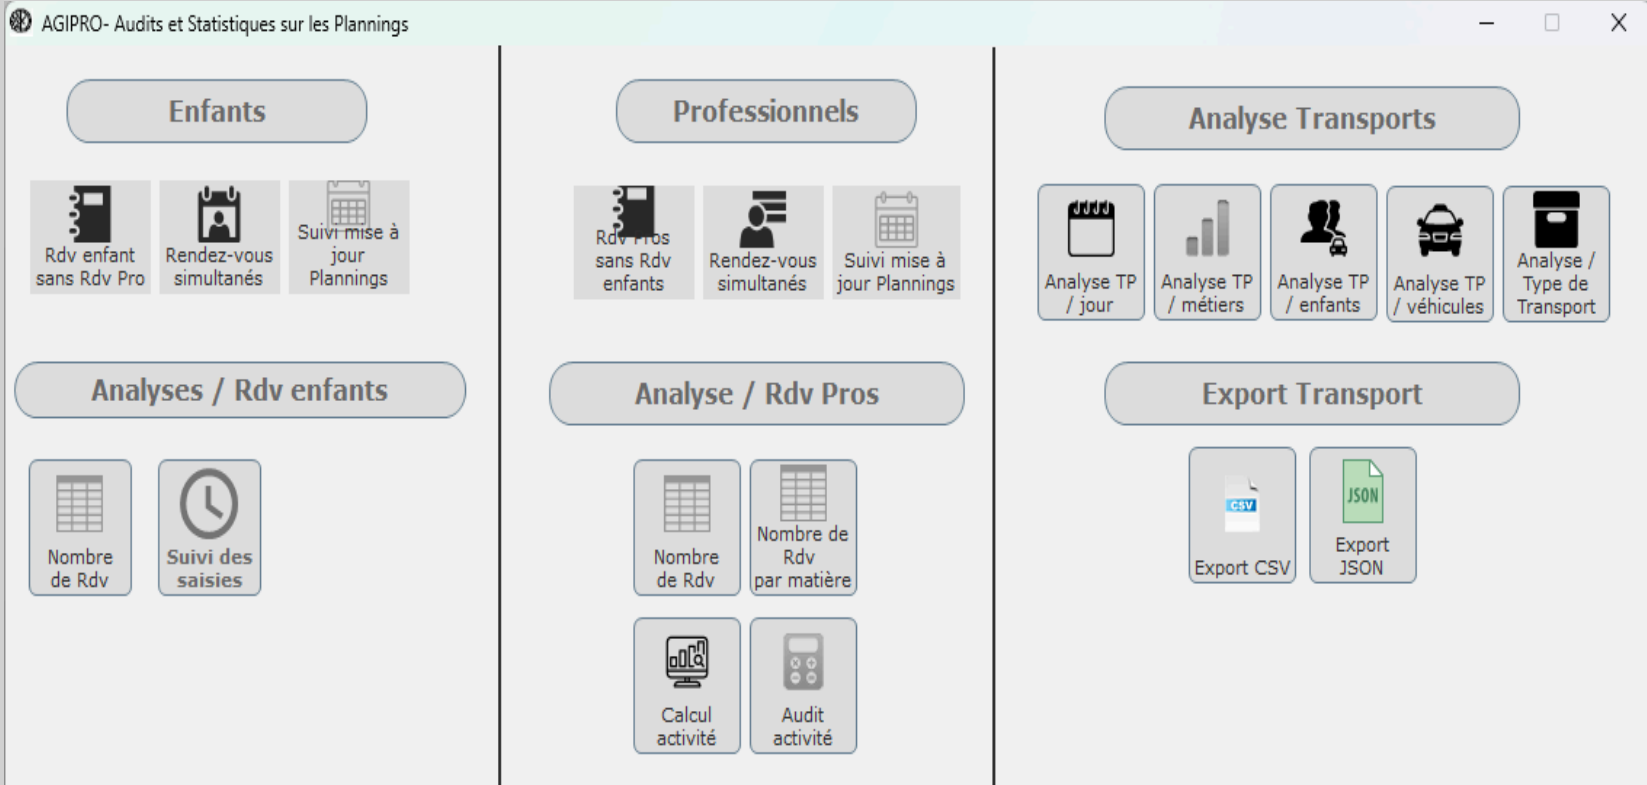 AGIPRO- Audits et Statistiques sur les Plannings
Enfants
Rdv enfant
sans Rdv Pro
Rendez-vous
simultanés
Suivi mise à
jour
Plannings
Analyses / Rdv enfants
Nombre
de Rdv
Suivi des
saisies
Professionnels
Rdv Pros
sans Rdv
enfants
Rendez-vous
simultanés
Suivi mise à
jour Plannings
Analyse / Rdv Pros
Nombre
de Rdv
Nombre de
Rdv
par matière
Calcul
activité
Audit
activité
Analyse Transports
Analyse TP
/ jour
Analyse TP
/ métiers
Analyse TP
/ enfants
Analyse TP
/ véhicules
Analyse /
Type de
Transport
Export Transport
CSV
Export CSV
JSON
Export
JSON